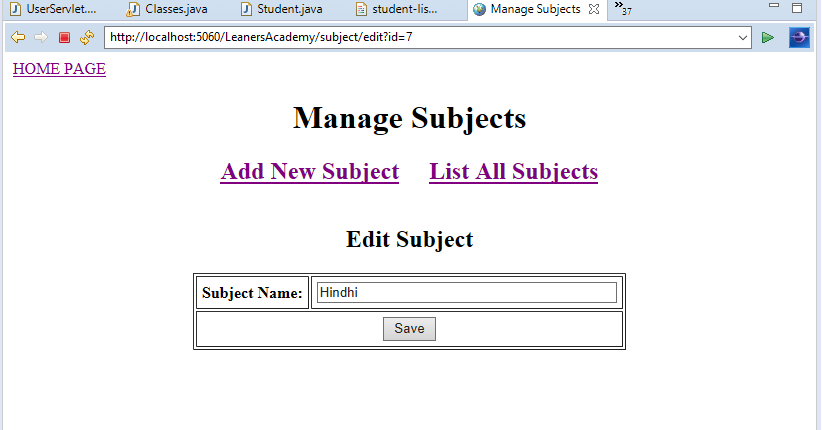 UserServlet.... Classes.java Student.java student-lis... Manage Subjects »37
http://localhost:5060/LeanersAcademy/subject/edit?id=7
HOME PAGE
Manage Subjects
Add New Subject List All Subjects
Edit Subject
Subject Name: Hindhi
Save